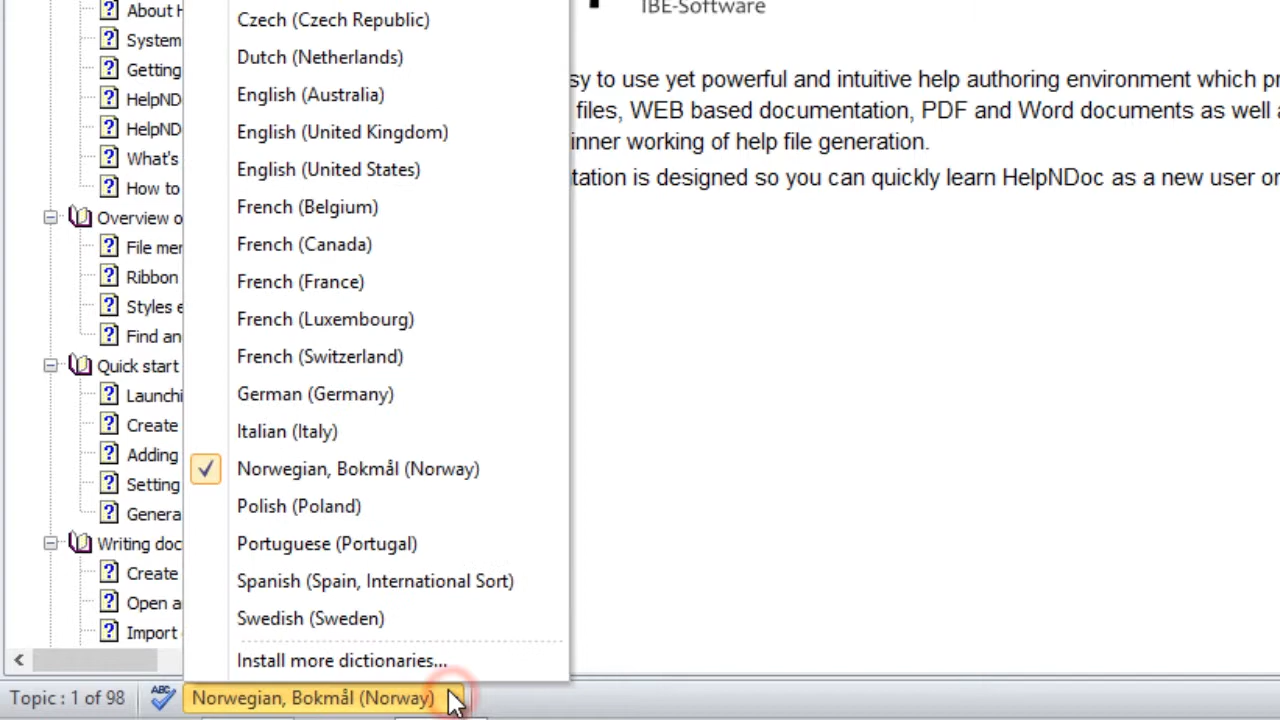 About H
System
Getting
HelpND
HelpND
What's
How to
Overview o
File mer
Ribbon
Styles e
Find an
Quick start
Launchi
Create
Adding
Setting
Genera
Writing doc
Create
Open a
Import
Czech (Czech Republic)
Dutch (Netherlands)
English (Australia)
English (United Kingdom)
English (United States)
French (Belgium)
French (Canada)
French (France)
French (Luxembourg)
French (Switzerland)
German (Germany)
Italian (Italy)
Norwegian, Bokmål (Norway)
Polish (Poland)
Portuguese (Portugal)
Spanish (Spain, International Sort)
Swedish (Sweden)
Install more dictionaries...
IBE-Software
sy to use yet powerful and intuitive help authoring environment which pr
files, WEB based documentation, PDF and Word documents as well a
inner working of help file generation.
tation is designed so you can quickly learn HelpNDoc as a new user or
Topic : 1 of 98
ABC
Norwegian, Bokmål (Norway)